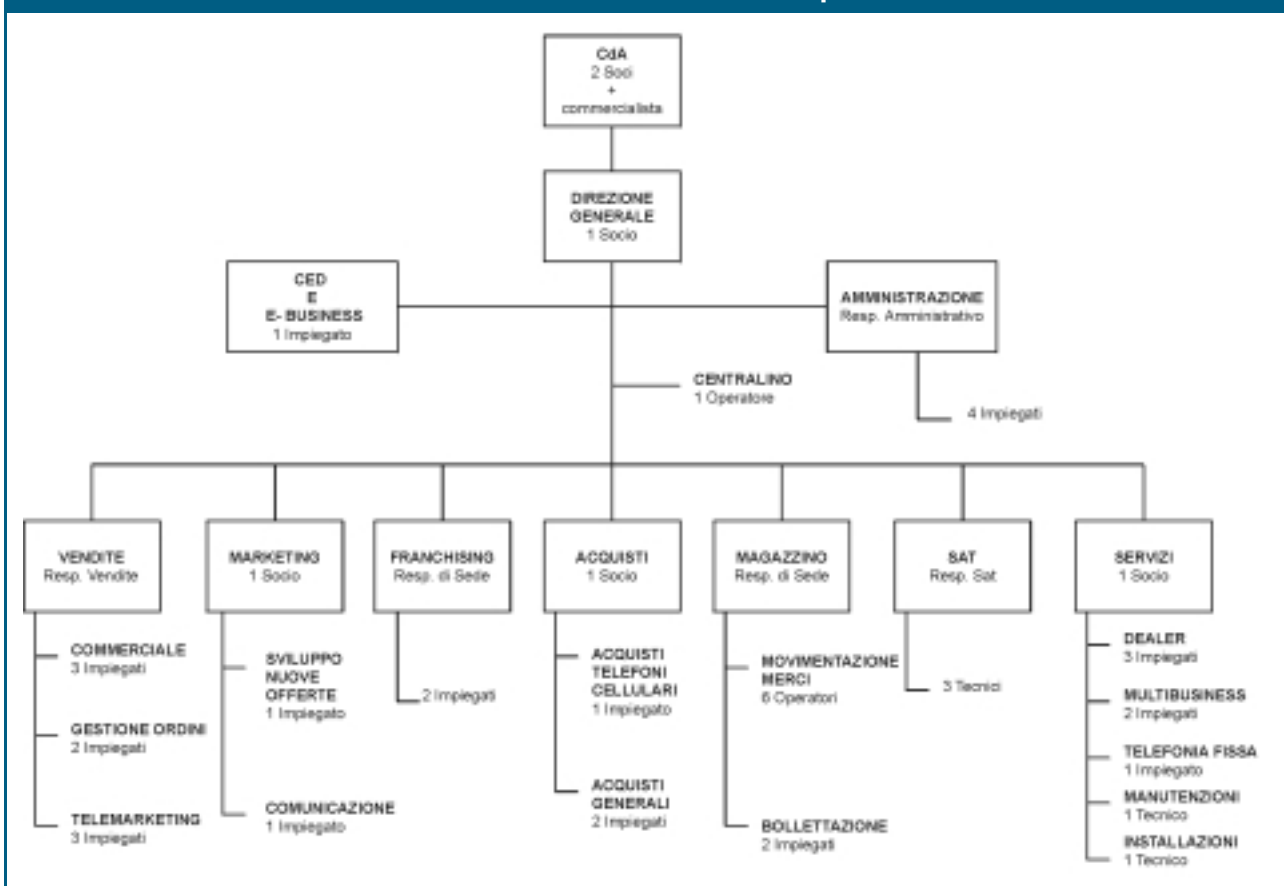 CdA
2 Soci
+
commercialista
DIREZIONE
GENERALE
1 Socio
CED
E
E- BUSINESS
1 Impiegato
AMMINISTRAZIONE
Resp. Amministrativo
CENTRALINO
1 Operatore
4 Impiegati
VENDITE
Resp. Vendite
MARKETING
1 Socio
FRANCHISING
Resp. di Sede
ACQUISTI
1 Socio
MAGAZZINO
Resp. di Sede
SAT
Resp. Sat
SERVIZI
1 Socio
COMMERCIALE
3 Impiegati
GESTIONE ORDINI
2 Impiegati
TELEMARKETING
3 Impiegati
SVILUPPO
NUOVE
OFFERTE
1 Impiegato
COMUNICAZIONE
1 Impiegato
2 Impiegati
ACQUISTI
TELEFONI
CELLULARI
1 Impiegato
ACQUISTI
GENERALI
2 Impiegati
MOVIMENTAZIONE
MERCI
6 Operatori
BOLLETTAZIONE
2 Impiegati
3 Tecnici
DEALER
3 Impiegati
MULTIBUSINESS
2 Impiegati
TELEFONIA FISSA
1 Impiegato
MANUTENZIONI
1 Tecnico
INSTALLAZIONI
1 Tecnico